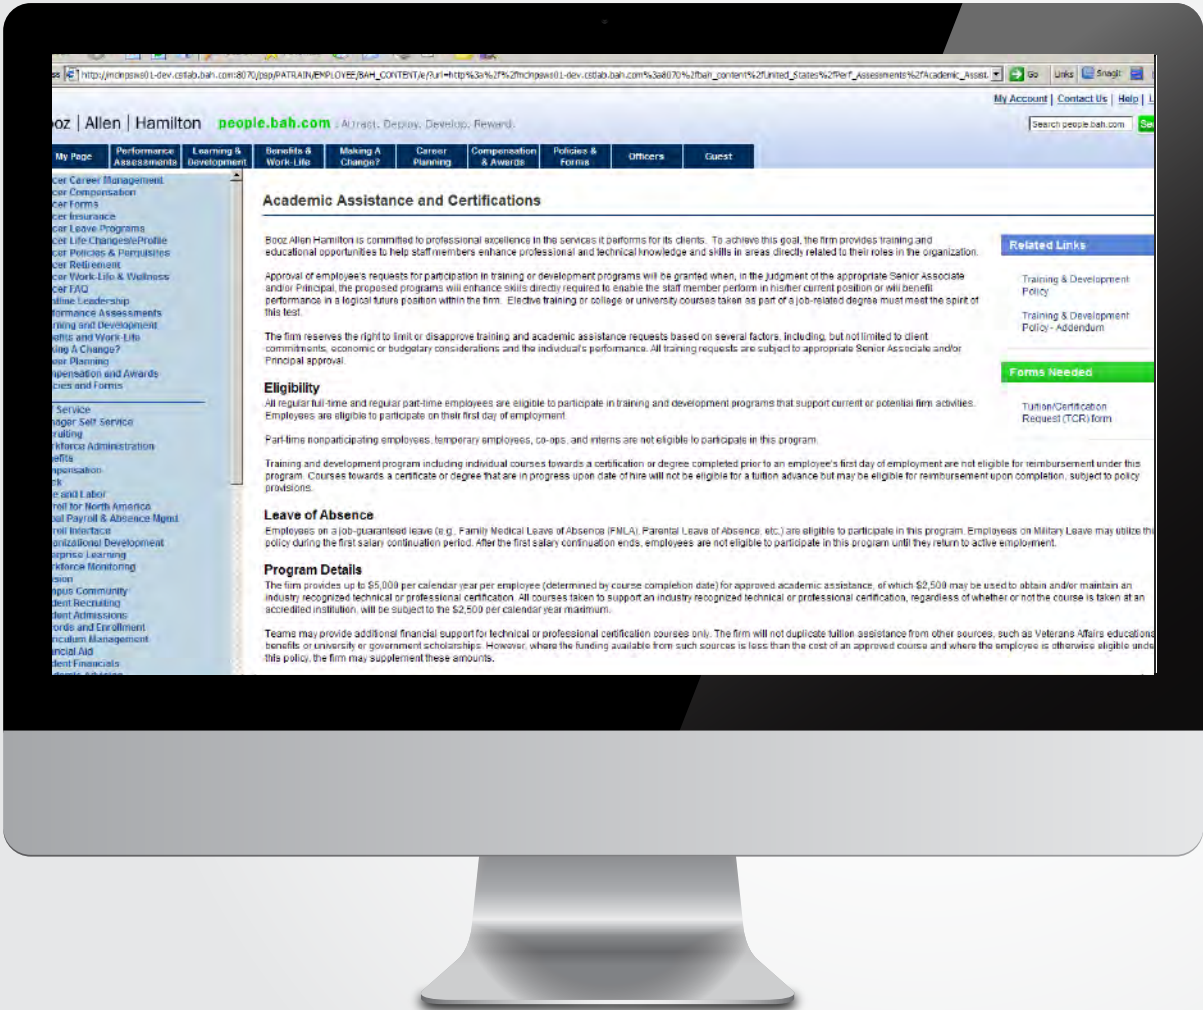 http://mcinpsws01-dev.cstlab.bah.com:8070/psp/PATRAIN/EMPLOYEE/BAH_CONTENT/e/?url=http%3a%2f%2fmcinpsws01-dev.cstlab.bah.com%3a8070%2fbah_content%2fUnited_States%2fPerf_Assessments%2fAcademic_Assist. Go Links SnagIt
My Account | Contact Us | Help |
ooz | Allen | Hamilton people.bah.com : Attract. Deploy. Develop. Reward.
Search people.bah.com
My Page Performance Assessments Learning & Development Benefits & Work-Life Making A Change? Career Planning Compensation & Awards Policies & Forms Officers Guest
cer Career Management
cer Compensation
cer Forms
cer Insurance
cer Leave Programs
cer Life Changes/eProfile
cer Policies & Perquisites
cer Retirement
cer Work-Life & Wellness
cer FAQ
line Leadership
formance Assessments
rning and Development
efits and Work-Life
ing A Change?
eer Planning
mpensation and Awards
cies and Forms
Service
nager Self Service
ruiting
rkforce Administration
efits
mpensation
k
e and Labor
roll for North America
bal Payroll & Absence Mgmt
roll Interface
anizational Development
erprise Learning
rkforce Monitoring
sion
mpus Community
dent Recruiting
dent Admissions
ords and Enrollment
riculum Management
ncial Aid
dent Financials
Academic Assistance and Certifications
Booz Allen Hamilton is committed to professional excellence in the services it performs for its clients. To achieve this goal, the firm provides training and
educational opportunities to help staff members enhance professional and technical knowledge and skills in areas directly related to their roles in the organization.
Approval of employee's requests for participation in training or development programs will be granted when, in the judgment of the appropriate Senior Associate
and/or Principal, the proposed programs will enhance skills directly required to enable the staff member perform in his/her current position or will benefit
performance in a logical future position within the firm. Elective training or college or university courses taken as part of a job-related degree must meet the spirit of
this test.
The firm reserves the right to limit or disapprove training and academic assistance requests based on several factors, including, but not limited to client
commitments, economic or budgetary considerations and the individual's performance. All training requests are subject to appropriate Senior Associate and/or
Principal approval.
Related Links
Training & Development
Policy
Training & Development
Policy - Addendum
Forms Needed
Tuition/Certification
Request (TCR) form
Eligibility
All regular full-time and regular part-time employees are eligible to participate in training and development programs that support current or potential firm activities.
Employees are eligible to participate on their first day of employment.
Part-time nonparticipating employees, temporary employees, co-ops, and interns are not eligible to participate in this program.
Training and development program including individual courses towards a certification or degree completed prior to an employee's first day of employment are not eligible for reimbursement under this
program. Courses towards a certificate or degree that are in progress upon date of hire will not be eligible for a tuition advance but may be eligible for reimbursement upon completion, subject to policy
provisions.
Leave of Absence
Employees on a job-guaranteed leave (e.g., Family Medical Leave of Absence (FMLA), Parental Leave of Absence, etc.) are eligible to participate in this program. Employees on Military Leave may utilize thi
policy during the first salary continuation period. After the first salary continuation ends, employees are not eligible to participate in this program until they return to active employment.
Program Details
The firm provides up to $5,000 per calendar year per employee (determined by course completion date) for approved academic assistance, of which $2,500 may be used to obtain and/or maintain an
industry recognized technical or professional certification. All courses taken to support an industry recognized technical or professional certification, regardless of whether or not the course is taken at an
accredited institution, will be subject to the $2,500 per calendar year maximum.
Teams may provide additional financial support for technical or professional certification courses only. The firm will not duplicate tuition assistance from other sources, such as Veterans Affairs educations
benefits or university or government scholarships. However, where the funding available from such sources is less than the cost of an approved course and where the employee is otherwise eligible unde
this policy, the firm may supplement these amounts.